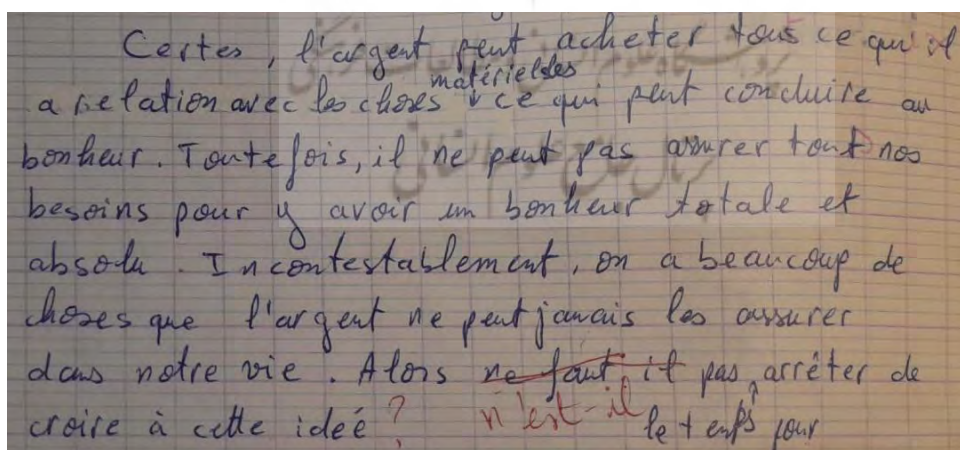 Certes, l'argent peut acheter tous ce qu'il
matérielles
a relation avec les choses ce qui peut conduire au
bonheur. Toutefois, il ne peut pas assurer tout nos
besoins pour y avoir un bonheur totale et
absolu. Incontestablement, on a beaucoup de
choses que l'argent ne peut jamais les assurer
dans notre vie. Alors ne faut il pas arrêter de
croire à cette ideé ? n'est-il le temps pour